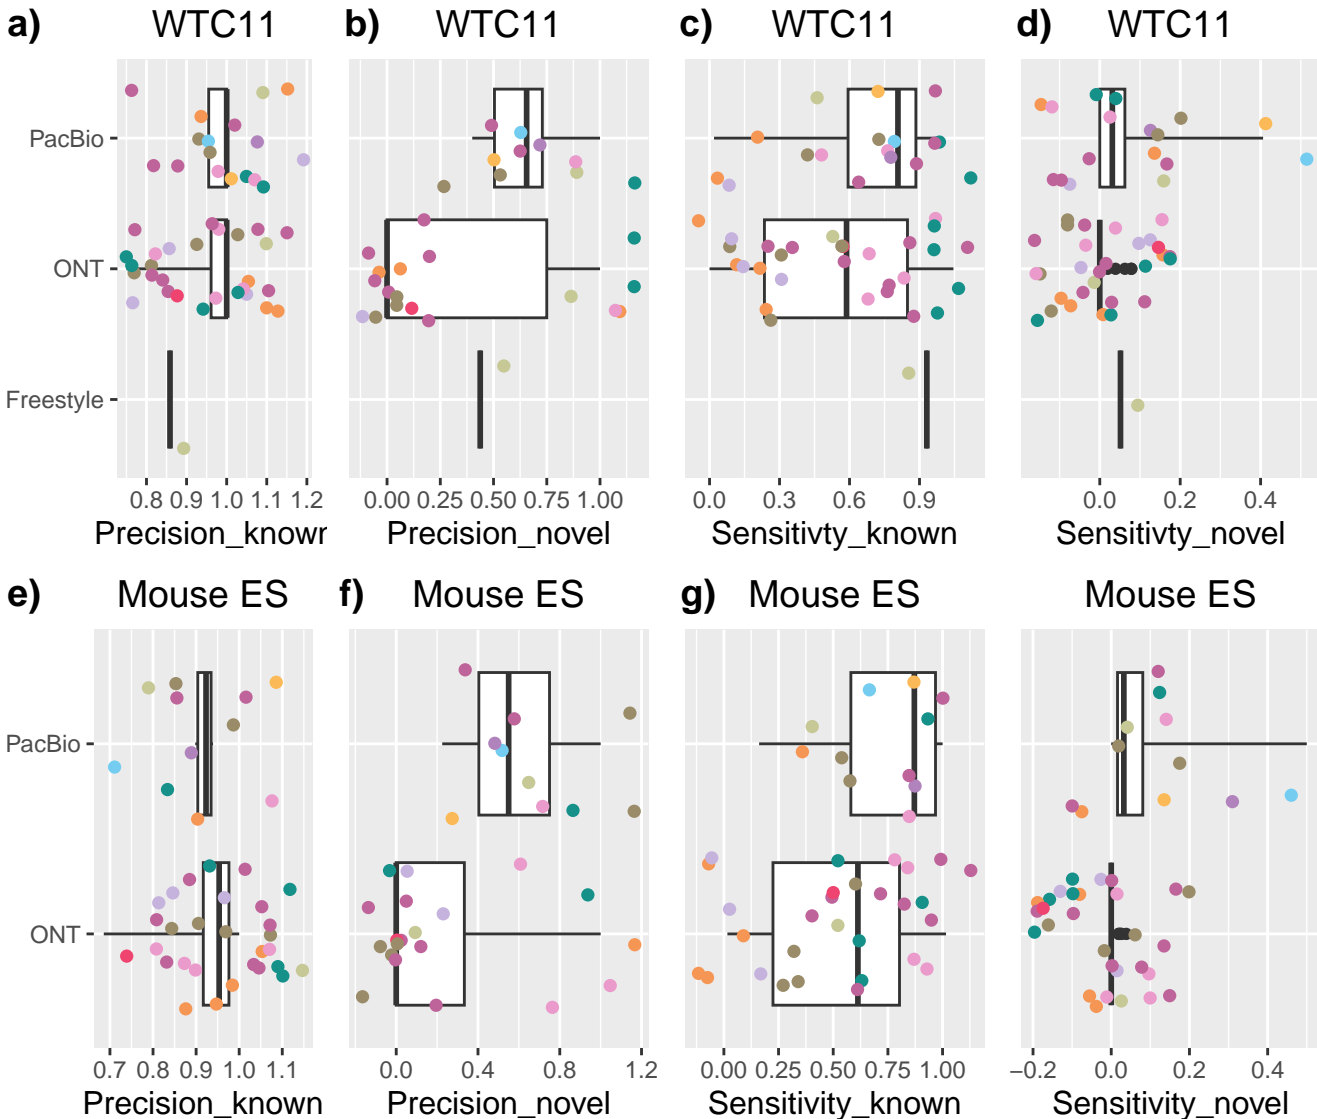 a) WTC11 b) WTC11 c) WTC11 d) WTC11
PacBio
ONT
Freestyle
0.8 0.9 1.0 1.1 1.2 0.00 0.25 0.50 0.75 1.00 0.0 0.3 0.6 0.9 0.0 0.2 0.4
Precision_known Precision_novel Sensitivty_known Sensitivty_novel
e) Mouse ES f) Mouse ES g) Mouse ES Mouse ES
PacBio
ONT
0.7 0.8 0.9 1.0 1.1 0.0 0.4 0.8 1.2 0.00 0.25 0.50 0.75 1.00 −0.2 0.0 0.2 0.4
Precision_known Precision_novel Sensitivity_known Sensitivity_novel